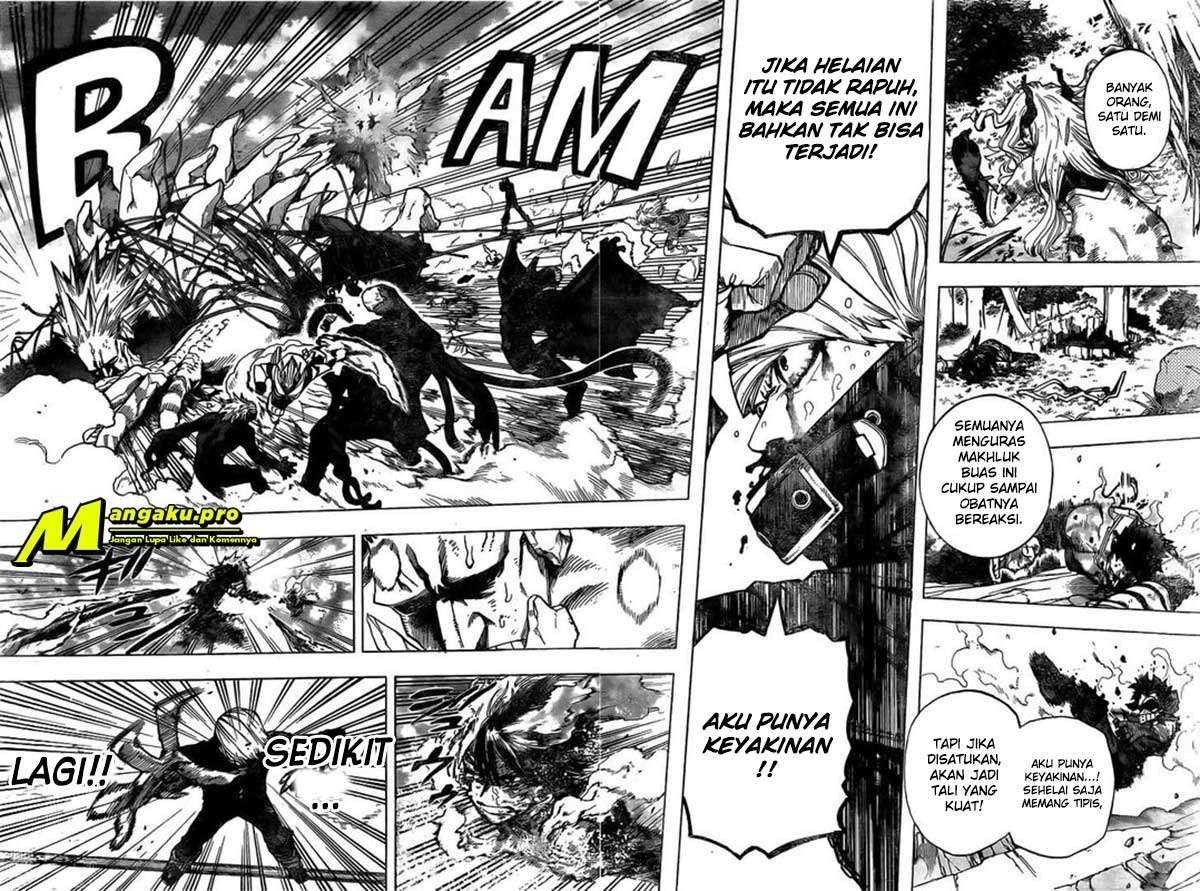 BANYAK
ORANG,
SATU DEMI
SATU.
SEMUANYA
MENGURAS
MAKHLUK
BUAS INI
CUKUP SAMPAI
OBATNYA
BEREAKSI.
AKU PUNYA
KEYAKINAN...!
SEHELAI SAJA
MEMANG TIPIS,
TAPI JIKA
DISATUKAN,
AKAN JADI
TALI YANG
KUAT!
JIKA HELAIAN
ITU TIDAK RAPUH,
MAKA SEMUA INI
BAHKAN TAK BISA
TERJADI!
AKU PUNYA
KEYAKINAN
!!
BAM
Mangaku.pro
Jangan Lupa Like dan Komennya
SEDIKIT
...
LAGI!!